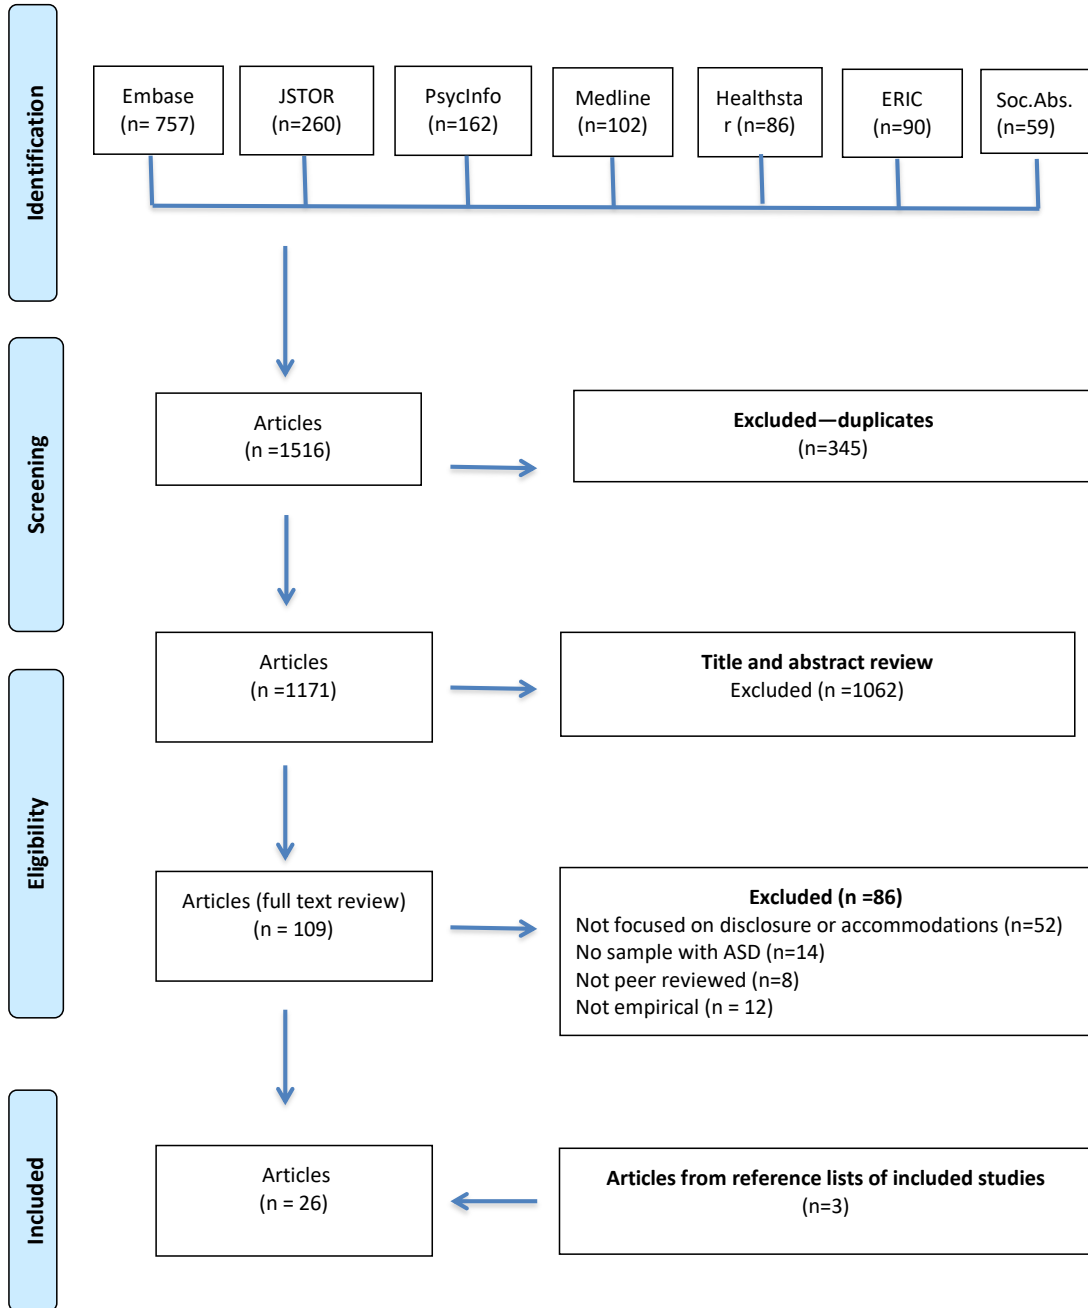 Identification
Embase
(n= 757)
JSTOR
(n=260)
PsycInfo
(n=162)
Medline
(n=102)
Healthsta
r (n=86)
ERIC
(n=90)
Soc.Abs.
(n=59)
Screening
Articles
(n =1516)
Excluded—duplicates
(n=345)
Eligibility
Articles
(n =1171)
Title and abstract review
Excluded (n =1062)
Articles (full text review)
(n = 109)
Excluded (n =86)
Not focused on disclosure or accommodations (n=52)
No sample with ASD (n=14)
Not peer reviewed (n=8)
Not empirical (n = 12)
Included
Articles
(n = 26)
Articles from reference lists of included studies
(n=3)